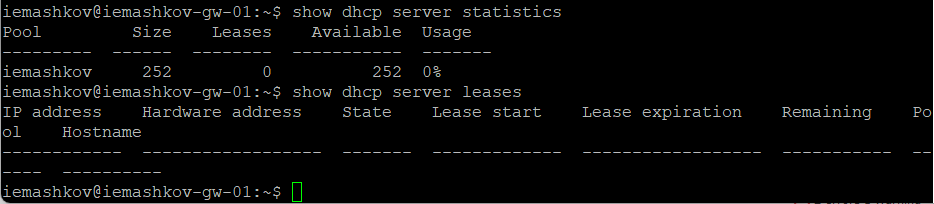 iemashkov@iemashkov-gw-01:~$ show dhcp server statistics
Pool         Size    Leases    Available  Usage
---------  ------  --------  -----------  -------
iemashkov     252         0          252  0%
iemashkov@iemashkov-gw-01:~$ show dhcp server leases
IP address    Hardware address    State    Lease start    Lease expiration    Remaining    Po
ol    Hostname
------------  ------------------  -------  -------------  ------------------  -----------  --
----  ----------
iemashkov@iemashkov-gw-01:~$